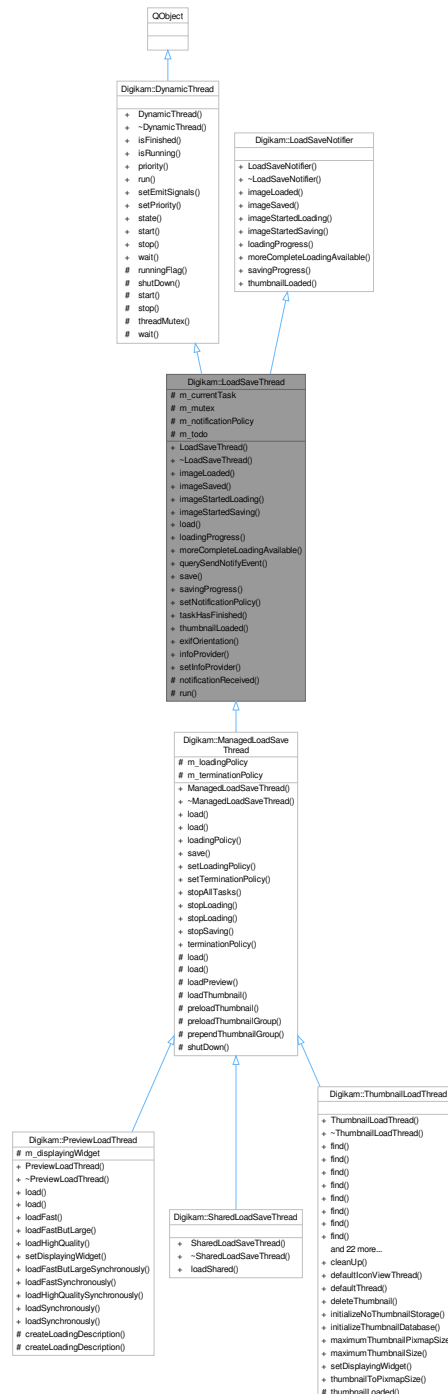 QObject
Digikam::DynamicThread
+ DynamicThread()
+ ~DynamicThread()
+ isFinished()
+ isRunning()
+ priority()
+ run()
+ setEmitSignals()
+ setPriority()
+ state()
+ start()
+ stop()
+ wait()
# runningFlag()
# shutDown()
# start()
# stop()
# threadMutex()
# wait()
Digikam::LoadSaveNotifier
+ LoadSaveNotifier()
+ ~LoadSaveNotifier()
+ imageLoaded()
+ imageSaved()
+ imageStartedLoading()
+ imageStartedSaving()
+ loadingProgress()
+ moreCompleteLoadingAvailable()
+ savingProgress()
+ thumbnailLoaded()
Digikam::LoadSaveThread
# m_currentTask
# m_mutex
# m_notificationPolicy
# m_todo
+ LoadSaveThread()
+ ~LoadSaveThread()
+ imageLoaded()
+ imageSaved()
+ imageStartedLoading()
+ imageStartedSaving()
+ load()
+ loadingProgress()
+ moreCompleteLoadingAvailable()
+ querySendNotifyEvent()
+ save()
+ savingProgress()
+ setNotificationPolicy()
+ taskHasFinished()
+ thumbnailLoaded()
+ exifOrientation()
+ infoProvider()
+ setInfoProvider()
# notificationReceived()
# run()
Digikam::ManagedLoadSave
Thread
# m_loadingPolicy
# m_terminationPolicy
+ ManagedLoadSaveThread()
+ ~ManagedLoadSaveThread()
+ load()
+ load()
+ loadingPolicy()
+ save()
+ setLoadingPolicy()
+ setTerminationPolicy()
+ stopAllTasks()
+ stopLoading()
+ stopLoading()
+ stopSaving()
+ terminationPolicy()
# load()
# load()
# loadPreview()
# loadThumbnail()
# preloadThumbnail()
# preloadThumbnailGroup()
# prependThumbnailGroup()
# shutDown()
Digikam::PreviewLoadThread
# m_displayingWidget
+ PreviewLoadThread()
+ ~PreviewLoadThread()
+ load()
+ load()
+ loadFast()
+ loadFastButLarge()
+ loadHighQuality()
+ setDisplayingWidget()
+ loadFastButLargeSynchronously()
+ loadFastSynchronously()
+ loadHighQualitySynchronously()
+ loadSynchronously()
+ loadSynchronously()
# createLoadingDescription()
# createLoadingDescription()
Digikam::SharedLoadSaveThread
+ SharedLoadSaveThread()
+ ~SharedLoadSaveThread()
+ loadShared()
Digikam::ThumbnailLoadThread
+ ThumbnailLoadThread()
+ ~ThumbnailLoadThread()
+ find()
+ find()
+ find()
+ find()
+ find()
+ find()
+ find()
+ find()
and 22 more...
+ cleanUp()
+ defaultIconViewThread()
+ defaultThread()
+ deleteThumbnail()
+ initializeNoThumbnailStorage()
+ initializeThumbnailDatabase()
+ maximumThumbnailPixmapSize
+ maximumThumbnailSize()
+ setDisplayingWidget()
+ thumbnailToPixmapSize()
# thumbnailLoaded()